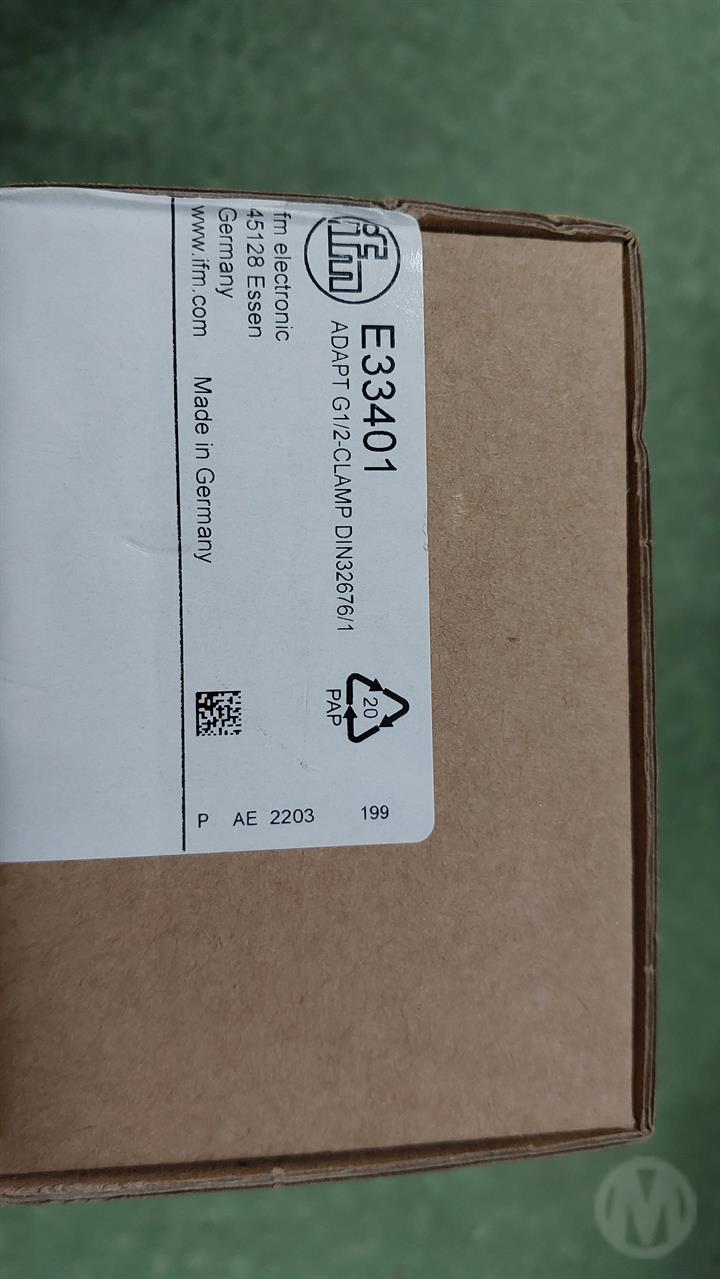 ifm
E33401
ADAPT G1/2-CLAMP DIN32676/1
fm electronic
45128 Essen
Germany
www.ifm.com Made in Germany
20
PAP
199
AE 2203
P
M